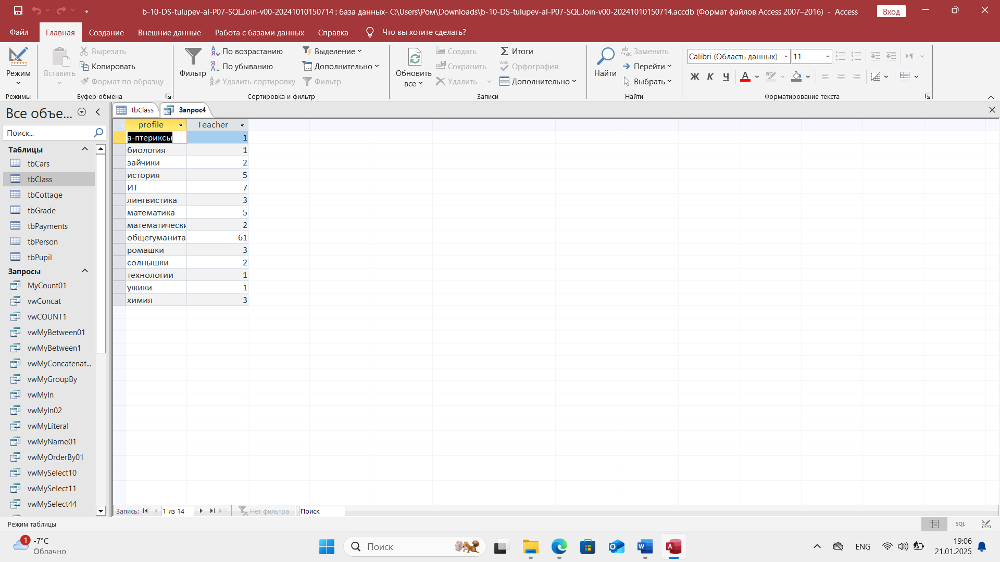 b-10-DS-tulupev-aI-P07-SQLJoin-v00-20241010150714 : база данных- C:\Users\Ром\Downloads\b-10-DS-tulupev-aI-P07-SQLJoin-v00-20241010150714.accdb (Формат файлов Access 2007–2016) - Access
Вход
Файл Главная Создание Внешние данные Работа с базами данных Справка Что вы хотите сделать?
Режим
Режимы
Вставить
Вырезать
Копировать
Формат по образцу
Буфер обмена
Фильтр
По возрастанию
По убыванию
Удалить сортировку
Выделение
Дополнительно
Фильтр
Сортировка и фильтр
Обновить
все
Создать
Сохранить
Удалить
Итоги
Орфография
Дополнительно
Записи
Найти
Заменить
Перейти
Выбрать
Найти
Calibri (Область данных) 11
Ж К Ч А
Форматирование текста
Все объе...
Поиск...
Таблицы
tbCars
tbClass
tbCottage
tbGrade
tbPayments
tbPerson
tbPupil
Запросы
MyCount01
vwConcat
vwCOUNT1
vwMyBetween01
vwMyBetween1
vwMyConcatenat...
vwMyGroupBy
vwMyIn
vwMyIn02
vwMyLiteral
vwMyName01
vwMyOrderBy01
vwMySelect10
vwMySelect11
vwMySelect44
tbClass Запрос4
profile Teacher
а-птериксы 1
биология 1
зайчики 2
история 5
ИТ 7
лингвистика 3
математика 5
математически 2
общегуманита 61
ромашки 3
солнышки 2
технологии 1
ужики 1
химия 3
Запись: 1 из 14 Нет фильтра Поиск
Режим таблицы
SQL
1
-7°C
Облачно
Поиск
ENG
19:06
21.01.2025